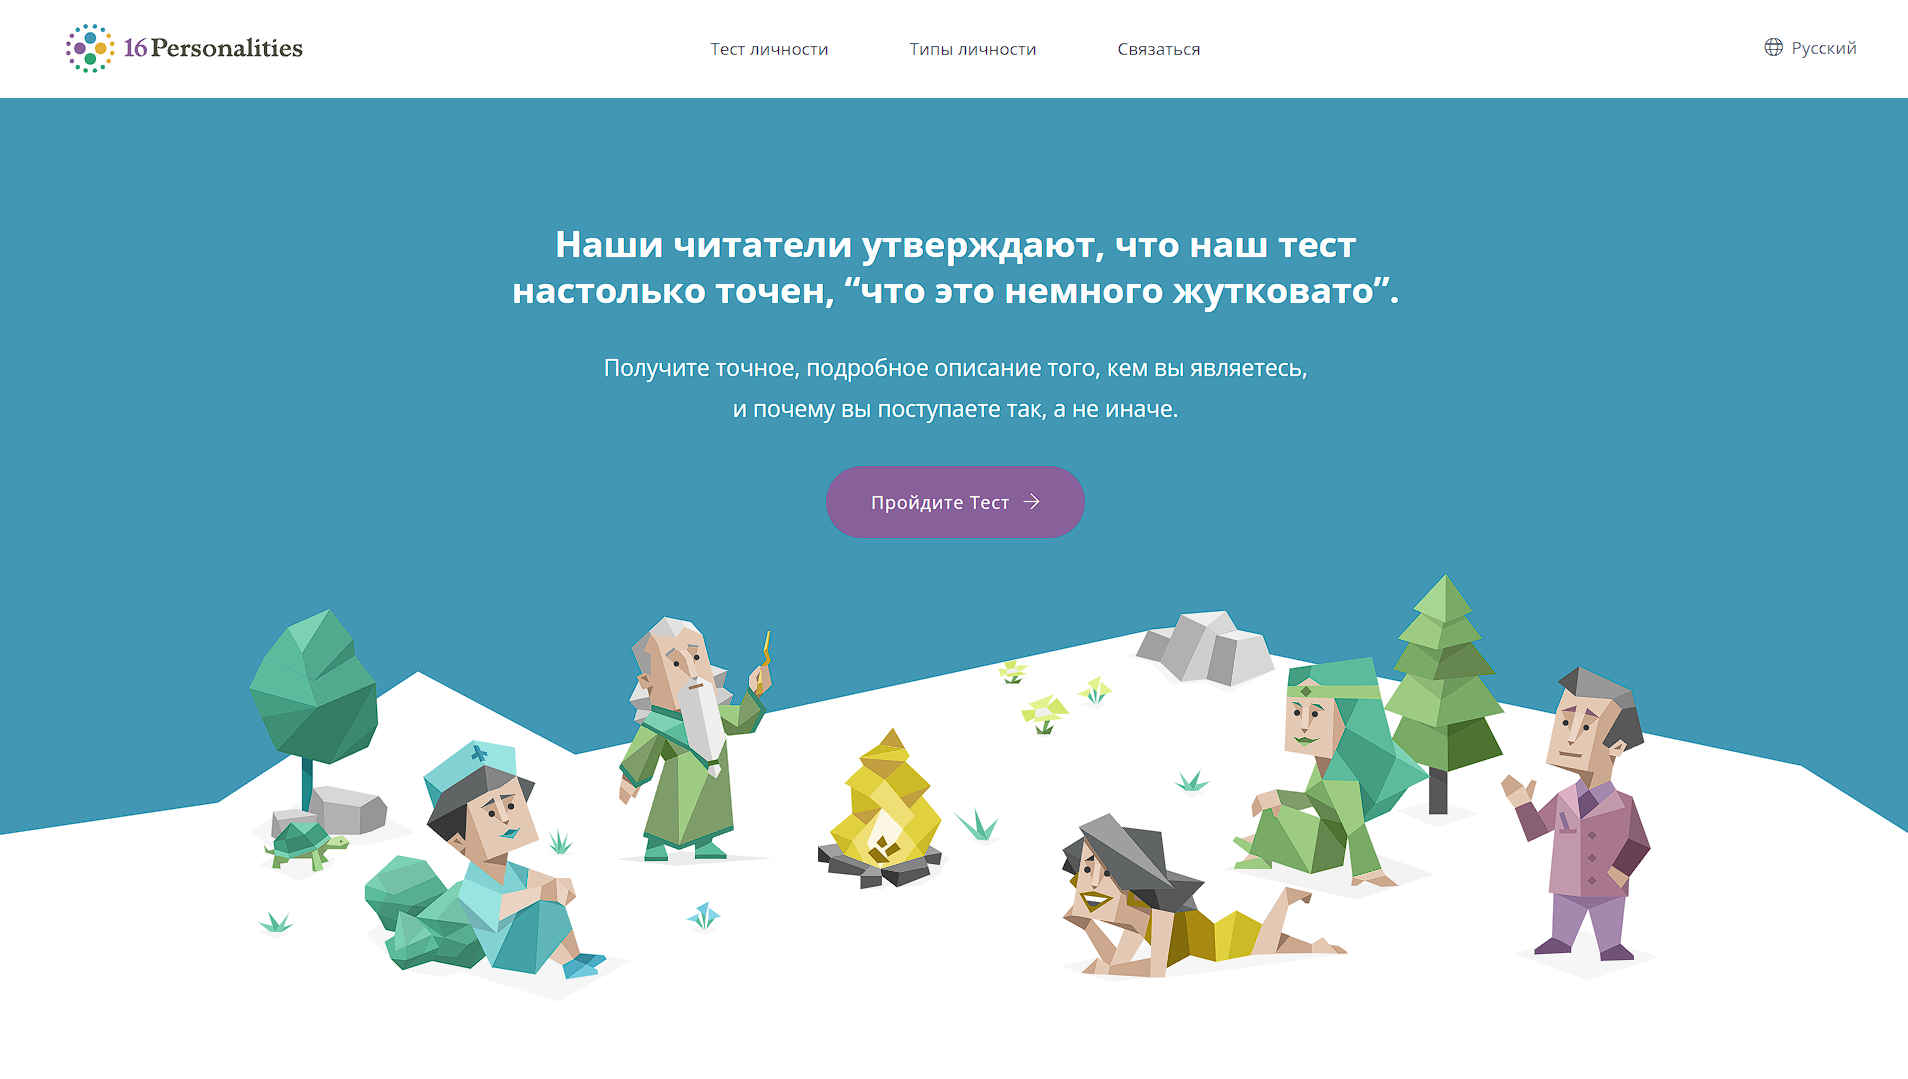 16Personalities
Тест личности
Типы личности
Связаться
Русский
Наши читатели утверждают, что наш тест
настолько точен, “что это немного жутковато”.
Получите точное, подробное описание того, кем вы являетесь,
и почему вы поступаете так, а не иначе.
Пройдите Тест